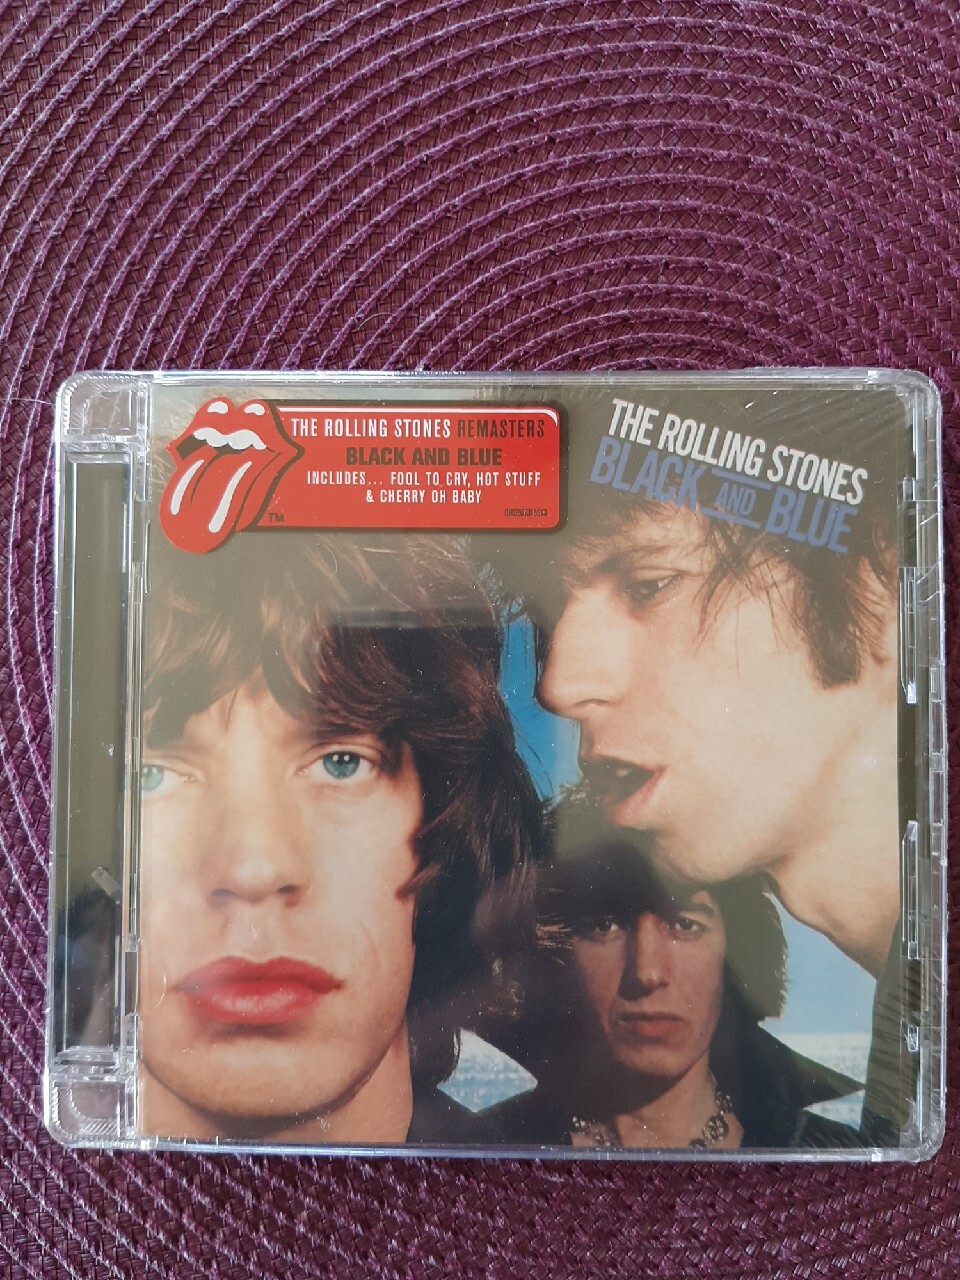 THE ROLLING STONES REMASTERS
BLACK AND BLUE
INCLUDES... FOOL TO CRY, HOT STUFF
& CHERRY OH BABY
TM
THE ROLLING STONES
BLACK AND BLUE